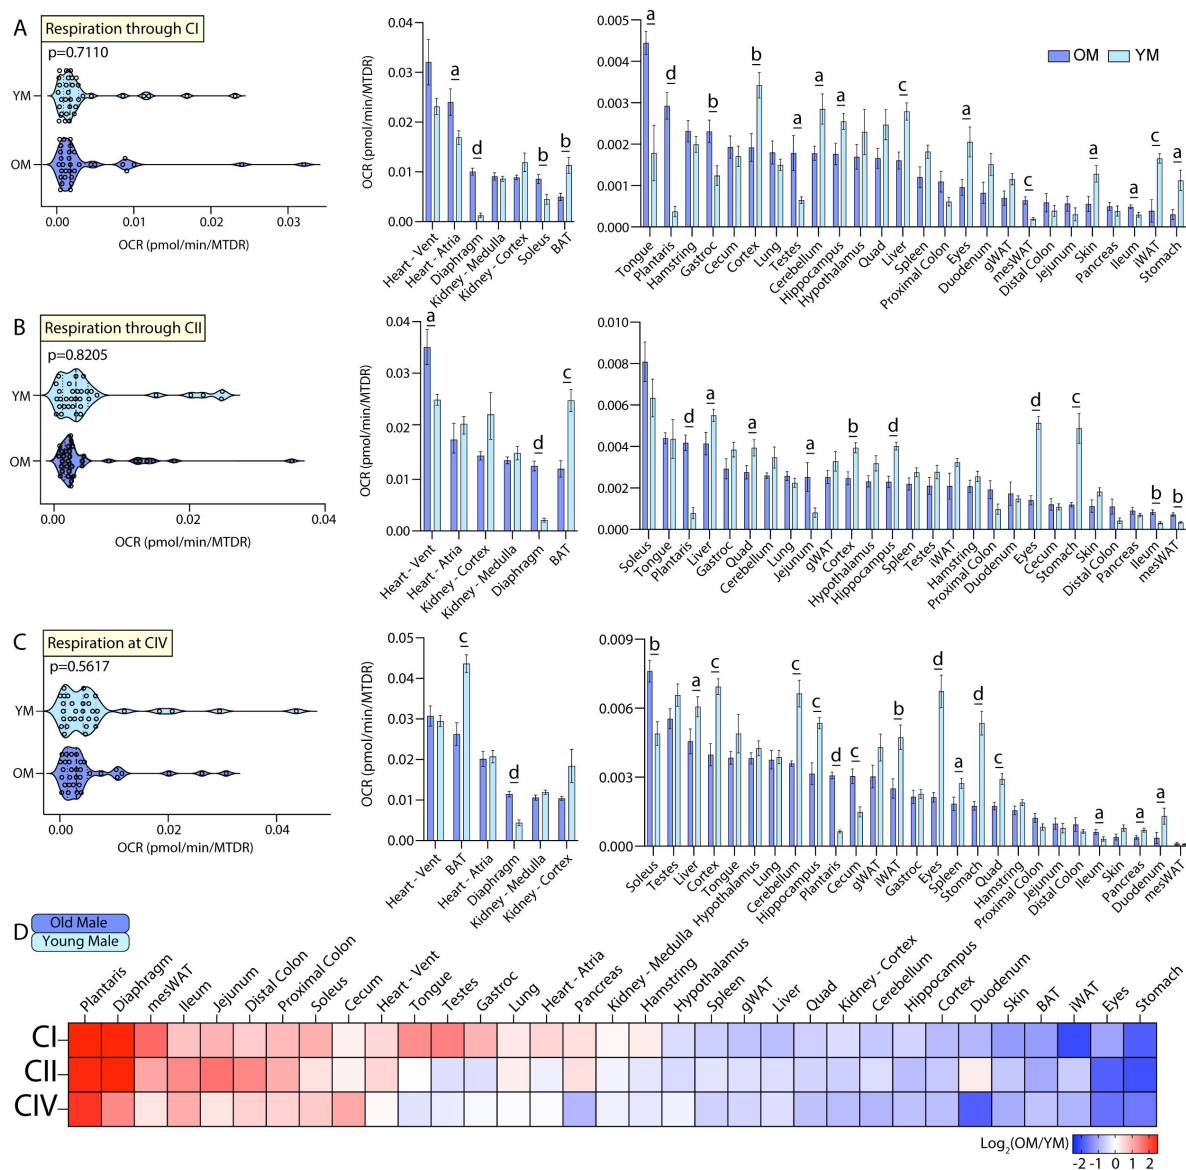 A
Respiration through CI
p=0.7110
YM
OM
0.00
0.01
0.02
0.03
OCR (pmol/min/MTDR)
OCR (pmol/min/MTDR)
0.04
0.03
0.02
0.01
0.00
a
d
b
b
Heart - Vent
Heart - Atria
Diaphragm
Kidney - Medulla
Kidney - Cortex
Soleus
BAT
0.005
0.004
0.003
0.002
0.001
0.000
a
d
b
b
a
a
a
c
a
c
a
a
c
a
OM
YM
Tongue
Plantaris
Hamstring
Gastroc
Cecum
Cortex
Lung
Testes
Cerebellum
Hippocampus
Hypothalamus
Quad
Liver
Spleen
Proximal Colon
Eyes
Duodenum
gWAT
mesWAT
Distal Colon
Jejunum
Skin
Pancreas
Ileum
iWAT
Stomach
B
Respiration through CII
p=0.8205
YM
OM
0.00
0.02
0.04
OCR (pmol/min/MTDR)
OCR (pmol/min/MTDR)
0.04
0.03
0.02
0.01
0.00
a
d
c
Heart - Vent
Heart - Atria
Kidney - Cortex
Kidney - Medulla
Diaphragm
BAT
0.010
0.008
0.006
0.004
0.002
0.000
d
a
a
a
b
d
d
c
b
b
Soleus
Tongue
Plantaris
Liver
Gastroc
Quad
Cerebellum
Lung
Jejunum
gWAT
Cortex
Hypothalamus
Hippocampus
Spleen
Testes
iWAT
Hamstring
Proximal Colon
Duodenum
Eyes
Cecum
Stomach
Skin
Distal Colon
Pancreas
Ileum
mesWAT
C
Respiration at CIV
p=0.5617
YM
OM
0.00
0.02
0.04
OCR (pmol/min/MTDR)
OCR (pmol/min/MTDR)
0.05
0.04
0.03
0.02
0.01
0.00
c
d
Heart - Vent
BAT
Heart - Atria
Diaphragm
Kidney - Medulla
Kidney - Cortex
0.009
0.006
0.003
0.000
b
a
c
c
c
d
c
b
d
a
d
c
a
a
a
Soleus
Testes
Liver
Cortex
Tongue
Hypothalamus
Lung
Cerebellum
Hippocampus
Plantaris
Cecum
gWAT
iWAT
Gastroc
Eyes
Spleen
Stomach
Quad
Hamstring
Proximal Colon
Jejunum
Distal Colon
Ileum
Skin
Pancreas
Duodenum
mesWAT
D
Old Male
Young Male
Plantaris
Diaphragm
mesWAT
Ileum
Jejunum
Distal Colon
Proximal Colon
Soleus
Cecum
Heart - Vent
Tongue
Testes
Gastroc
Lung
Heart - Atria
Pancreas
Kidney - Medulla
Hamstring
Hypothalamus
Spleen
gWAT
Liver
Quad
Kidney - Cortex
Cerebellum
Hippocampus
Cortex
Duodenum
Skin
BAT
iWAT
Eyes
Stomach
CI
CII
CIV
Log2(OM/YM)
-2 -1 0 1 2